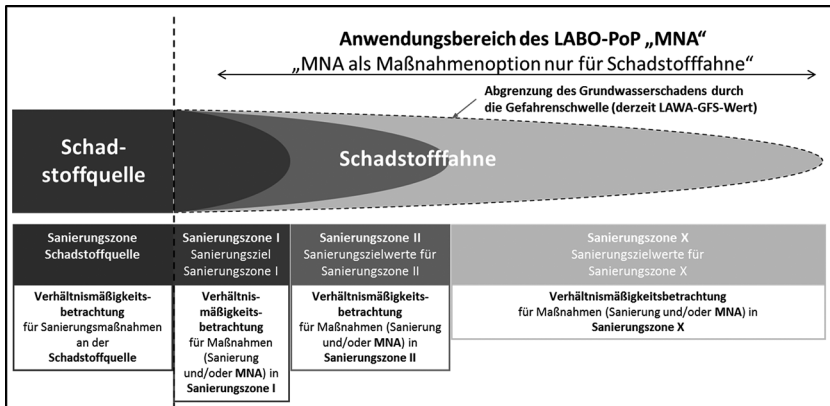 Anwendungsbereich des LABO-PoP „MNA“
„MNA als Maßnahmenoption nur für Schadstofffahne“
Abgrenzung des Grundwasserschadens durch
die Gefahrenschwelle (derzeit LAWA-GFS-Wert)
Schad-
stoffquelle
Schadstofffahne
Sanierungszone
Schadstoffquelle
Sanierungszone I
Sanierungsziel
Sanierungszone I
Sanierungszone II
Sanierungszielwerte für
Sanierungszone II
Sanierungszone X
Sanierungszielwerte für
Sanierungszone X
Verhältnismäßigkeits-
betrachtung
für Sanierungsmaßnahmen
an der
Schadstoffquelle
Verhältnis-
mäßigkeits-
betrachtung
für Maßnahmen
(Sanierung
und/oder MNA) in
Sanierungszone I
Verhältnismäßigkeits-
betrachtung
für Maßnahmen (Sanierung
und/oder MNA) in
Sanierungszone II
Verhältnismäßigkeitsbetrachtung
für Maßnahmen (Sanierung und/oder MNA) in
Sanierungszone X